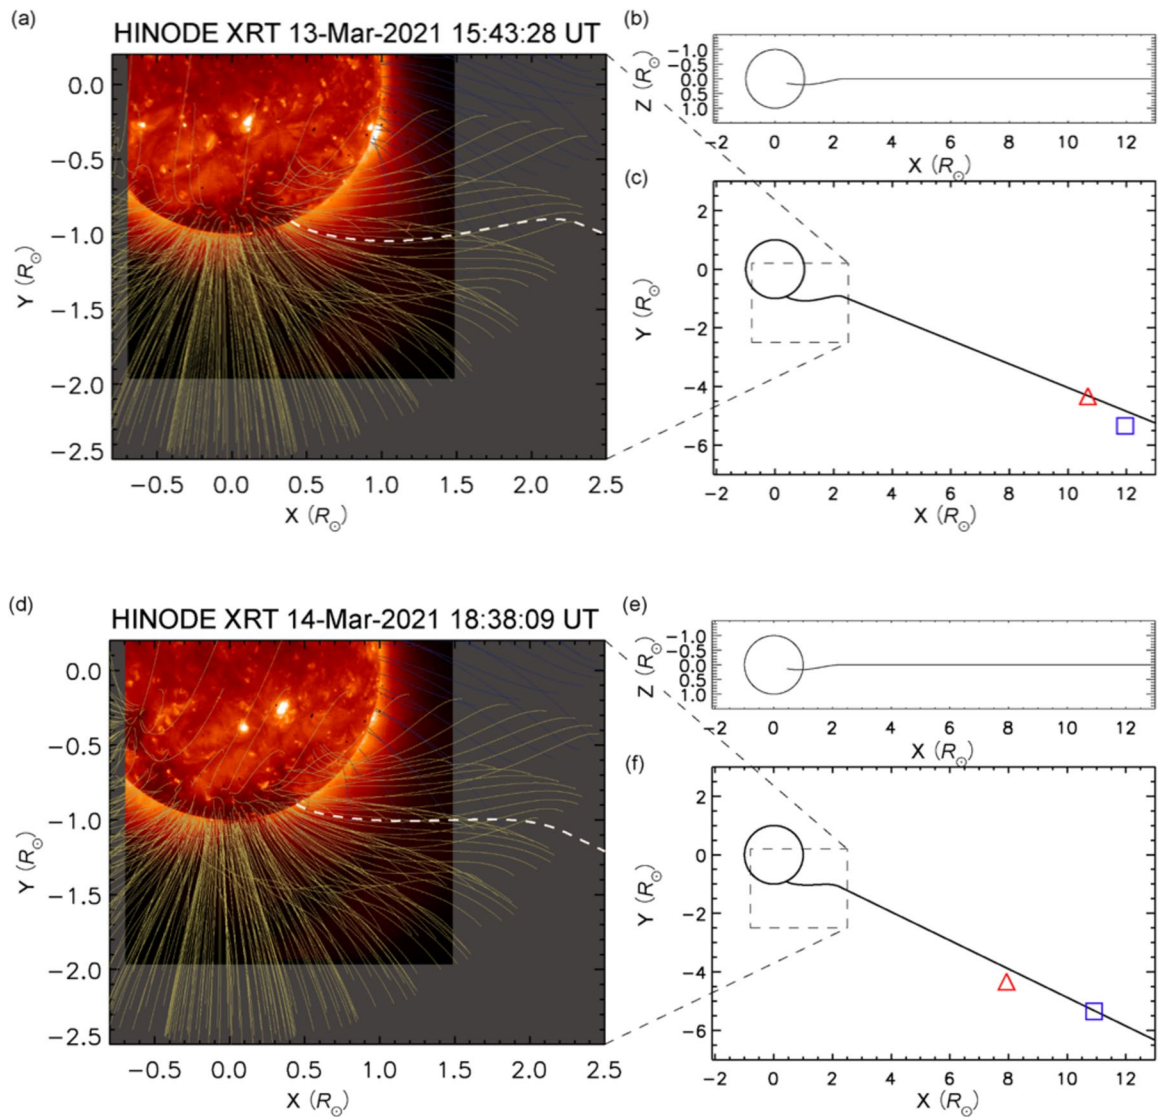 (a)
HINODE XRT 13-Mar-2021 15:43:28 UT
0.0
−0.5
−1.0
−1.5
−2.0
−2.5
Y (R☉)
−0.5 0.0 0.5 1.0 1.5 2.0 2.5
X (R☉)
(b)
Z (R☉)
−1.0
−0.5
0.0
0.5
1.0
−2 0 2 4 6 8 10 12
X (R☉)
(c)
Y (R☉)
2
0
−2
−4
−6
−2 0 2 4 6 8 10 12
X (R☉)
(d)
HINODE XRT 14-Mar-2021 18:38:09 UT
0.0
−0.5
−1.0
−1.5
−2.0
−2.5
Y (R☉)
−0.5 0.0 0.5 1.0 1.5 2.0 2.5
X (R☉)
(e)
Z (R☉)
−1.0
−0.5
0.0
0.5
1.0
−2 0 2 4 6 8 10 12
X (R☉)
(f)
Y (R☉)
2
0
−2
−4
−6
−2 0 2 4 6 8 10 12
X (R☉)